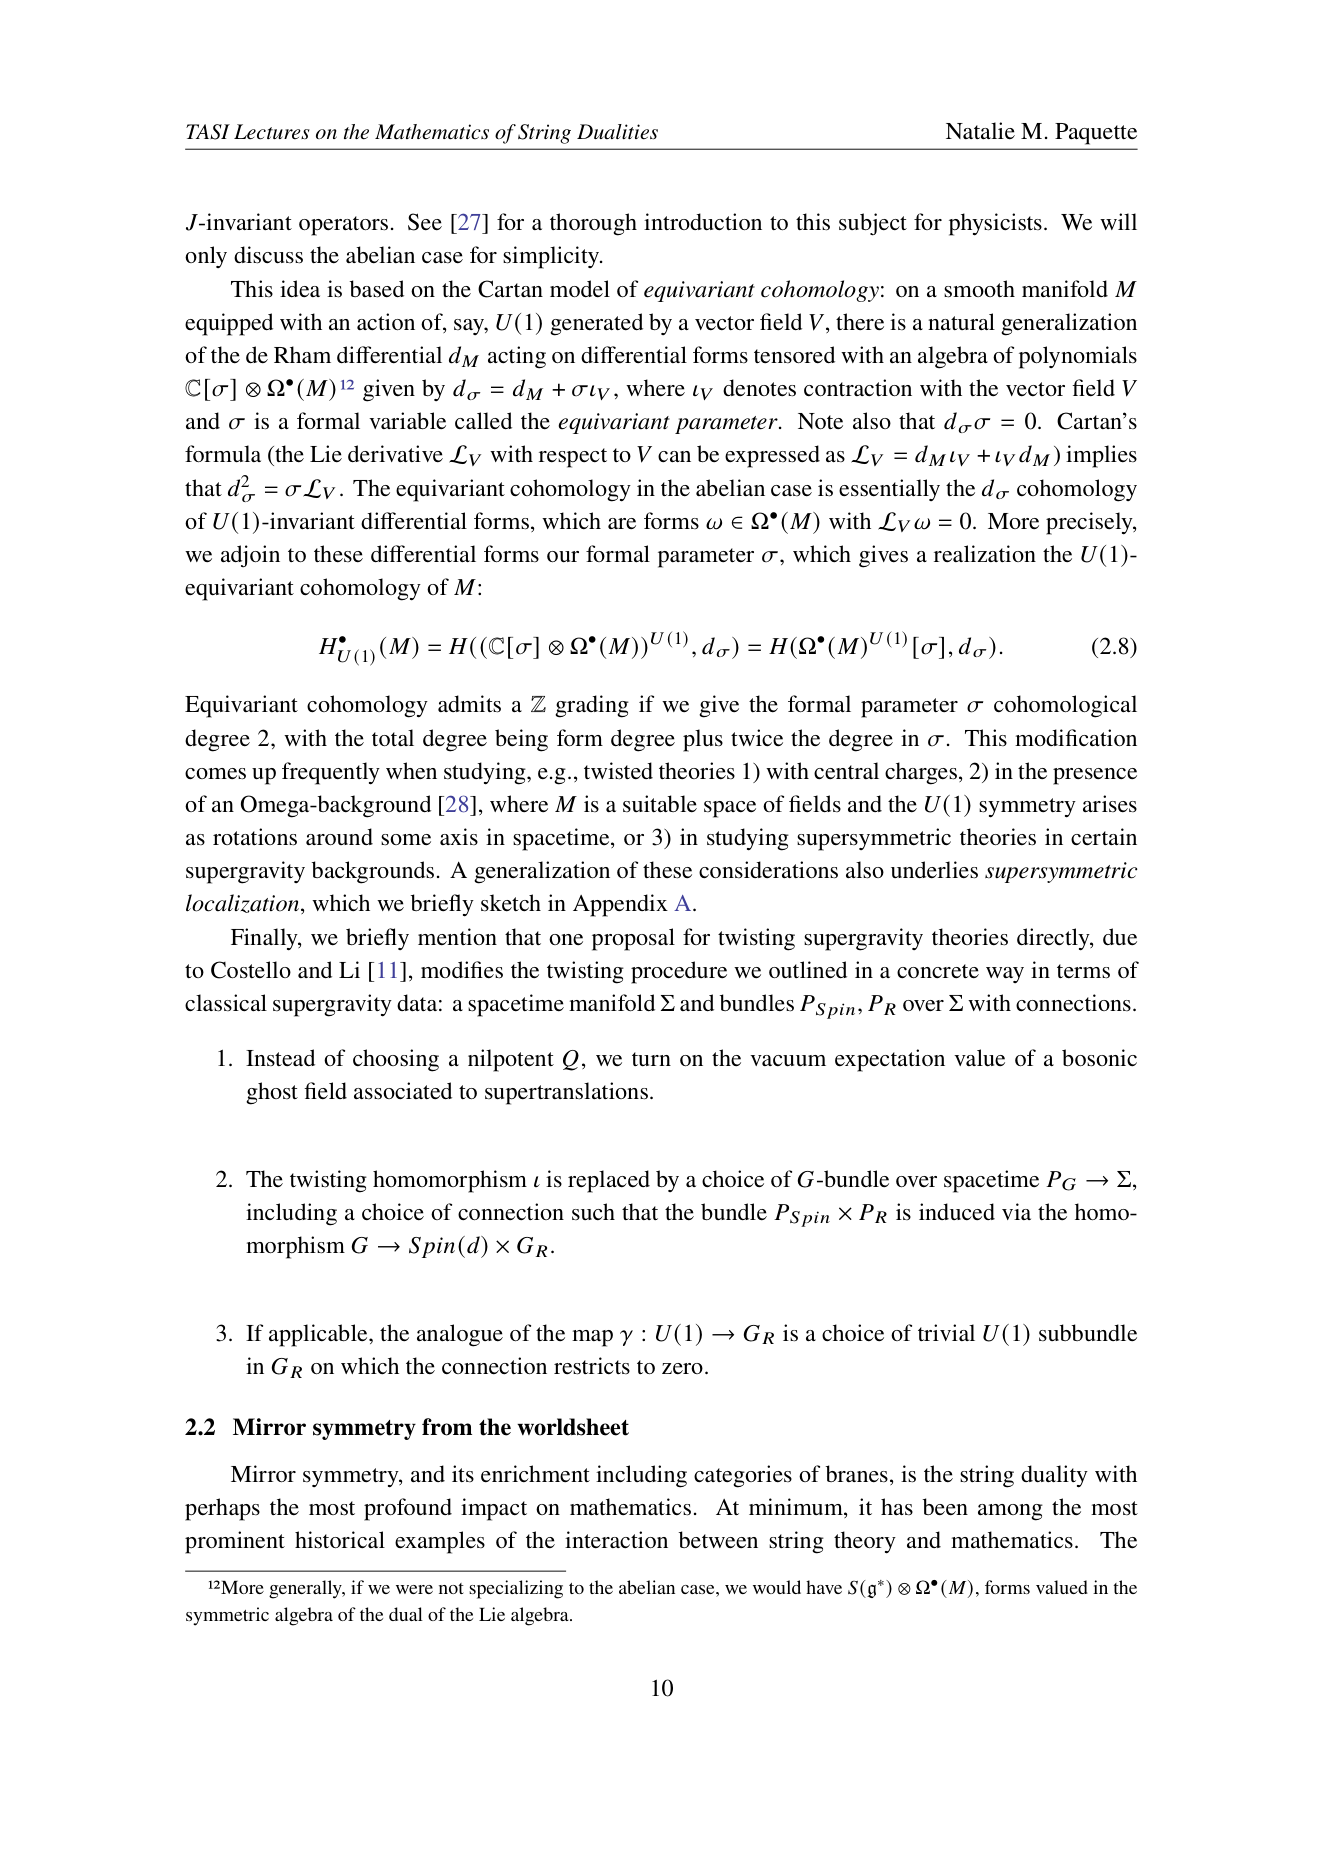 TASI Lectures on the Mathematics of String Dualities Natalie M. Paquette
J-invariant operators. See [27] for a thorough introduction to this subject for physicists. We will
only discuss the abelian case for simplicity.
This idea is based on the Cartan model of equivariant cohomology: on a smooth manifold M
equipped with an action of, say, U(1) generated by a vector field V, there is a natural generalization
of the de Rham differential d_M acting on differential forms tensored with an algebra of polynomials
ℂ[σ] ⊗ Ω•(M)¹² given by d_σ = d_M + σι_V, where ι_V denotes contraction with the vector field V
and σ is a formal variable called the equivariant parameter. Note also that d_σσ = 0. Cartan's
formula (the Lie derivative ℒ_V with respect to V can be expressed as ℒ_V = d_Mι_V + ι_Vd_M) implies
that d²_σ = σℒ_V. The equivariant cohomology in the abelian case is essentially the d_σ cohomology
of U(1)-invariant differential forms, which are forms ω ∈ Ω•(M) with ℒ_Vω = 0. More precisely,
we adjoin to these differential forms our formal parameter σ, which gives a realization the U(1)-
equivariant cohomology of M:
H•_{U(1)}(M) = H((ℂ[σ] ⊗ Ω•(M))^{U(1)}, d_σ) = H(Ω•(M)^{U(1)}[σ], d_σ). (2.8)
Equivariant cohomology admits a ℤ grading if we give the formal parameter σ cohomological
degree 2, with the total degree being form degree plus twice the degree in σ. This modification
comes up frequently when studying, e.g., twisted theories 1) with central charges, 2) in the presence
of an Omega-background [28], where M is a suitable space of fields and the U(1) symmetry arises
as rotations around some axis in spacetime, or 3) in studying supersymmetric theories in certain
supergravity backgrounds. A generalization of these considerations also underlies supersymmetric
localization, which we briefly sketch in Appendix A.
Finally, we briefly mention that one proposal for twisting supergravity theories directly, due
to Costello and Li [11], modifies the twisting procedure we outlined in a concrete way in terms of
classical supergravity data: a spacetime manifold Σ and bundles P_{Spin}, P_R over Σ with connections.
1. Instead of choosing a nilpotent Q, we turn on the vacuum expectation value of a bosonic
ghost field associated to supertranslations.
2. The twisting homomorphism ι is replaced by a choice of G-bundle over spacetime P_G → Σ,
including a choice of connection such that the bundle P_{Spin} × P_R is induced via the homo-
morphism G → Spin(d) × G_R.
3. If applicable, the analogue of the map γ : U(1) → G_R is a choice of trivial U(1) subbundle
in G_R on which the connection restricts to zero.
2.2 Mirror symmetry from the worldsheet
Mirror symmetry, and its enrichment including categories of branes, is the string duality with
perhaps the most profound impact on mathematics. At minimum, it has been among the most
prominent historical examples of the interaction between string theory and mathematics. The
¹²More generally, if we were not specializing to the abelian case, we would have S(𝔤*) ⊗ Ω•(M), forms valued in the
symmetric algebra of the dual of the Lie algebra.
10